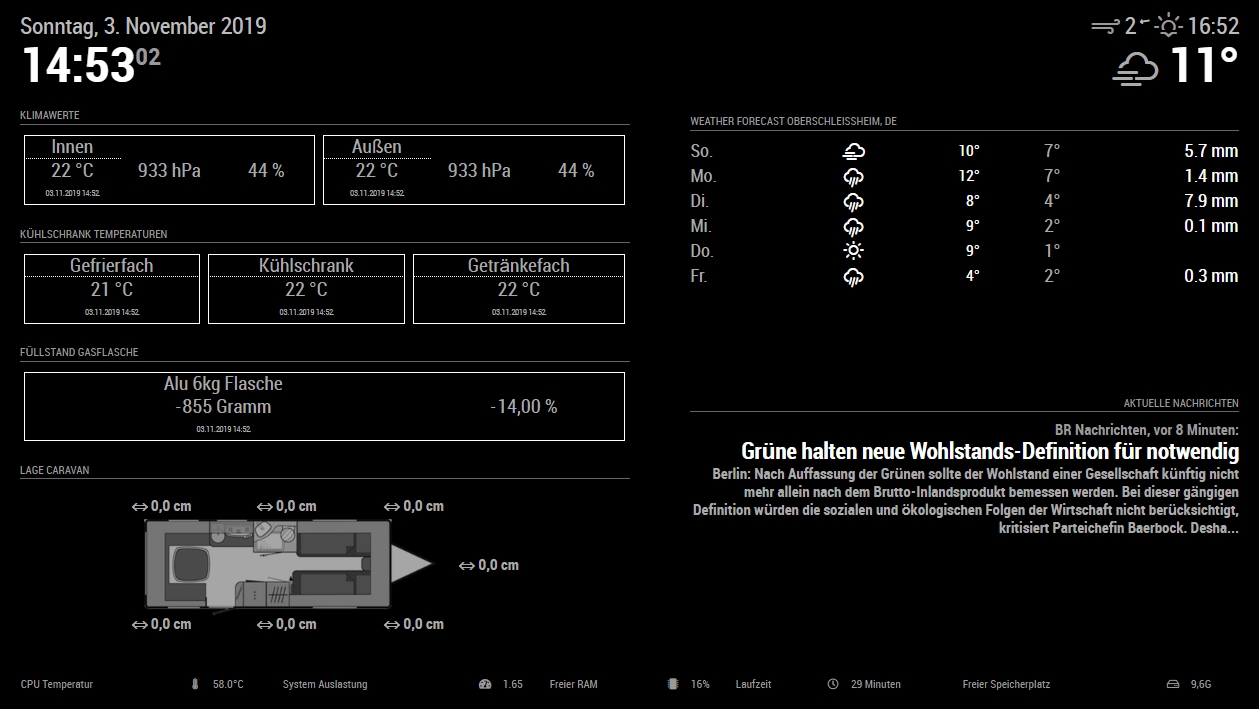 Sonntag, 3. November 2019
14:53 02
2 16:52
11°
KLIMAWERTE
Innen
22 °C 933 hPa 44 %
03.11.2019 14:52.
Außen
22 °C 933 hPa 44 %
03.11.2019 14:52.
KÜHLSCHRANK TEMPERATUREN
Gefrierfach
21 °C
03.11.2019 14:52.
Kühlschrank
22 °C
03.11.2019 14:52.
Getränkefach
22 °C
03.11.2019 14:52.
FÜLLSTAND GASFLASCHE
Alu 6kg Flasche
-855 Gramm -14,00 %
03.11.2019 14:52.
LAGE CARAVAN
0,0 cm 0,0 cm 0,0 cm
0,0 cm
0,0 cm 0,0 cm 0,0 cm
WEATHER FORECAST OBERSCHLEISSHEIM, DE
So. 10° 7° 5.7 mm
Mo. 12° 7° 1.4 mm
Di. 8° 4° 7.9 mm
Mi. 9° 2° 0.1 mm
Do. 9° 1°
Fr. 4° 2° 0.3 mm
AKTUELLE NACHRICHTEN
BR Nachrichten, vor 8 Minuten:
Grüne halten neue Wohlstands-Definition für notwendig
Berlin: Nach Auffassung der Grünen sollte der Wohlstand einer Gesellschaft künftig nicht
mehr allein nach dem Brutto-Inlandsprodukt bemessen werden. Bei dieser gängigen
Definition würden die sozialen und ökologischen Folgen der Wirtschaft nicht berücksichtigt,
kritisiert Parteichefin Baerbock. Desha...
CPU Temperatur 58.0°C System Auslastung 1.65 Freier RAM 16% Laufzeit 29 Minuten Freier Speicherplatz 9,6G